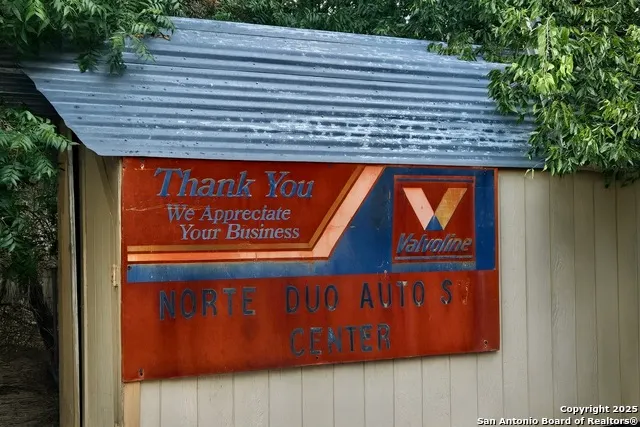 Thank You
We Appreciate
Your Business
Valvoline
NORTE DUO AUTO
CENTER
Copyright 2025
San Antonio Board of Realtors®